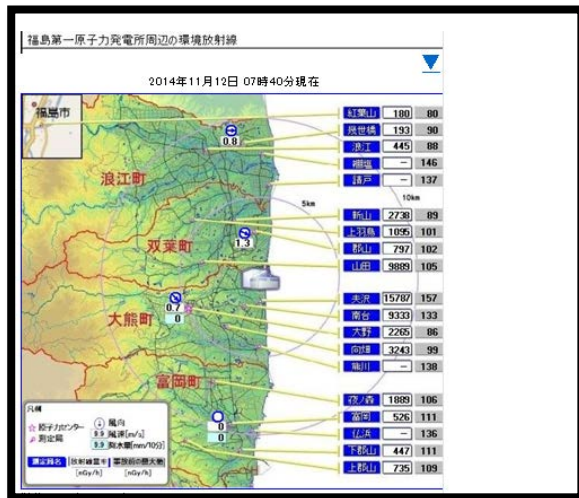 福島第一原子力発電所周辺の環境放射線
2014年11月12日 07時40分現在
福島市
浪江町
双葉町
大熊町
富岡町
5km
10km
0.8
1.3
0.7
0
0
0
紅葉山 180 80
幾世橋 193 90
浪江 445 88
棚塩 － 146
請戸 － 137
新山 2738 89
上羽鳥 1095 101
郡山 797 102
山田 9889 105
夫沢 15787 157
南台 9333 133
大野 2265 86
向畑 3243 99
熊川 － 138
夜ノ森 1889 106
富岡 526 111
仏浜 － 136
下郡山 447 111
上郡山 735 109
凡例
原子力センター
測定局
風向
9.9 風速[m/s]
9.9 降水量[mm/10分]
測定局名 放射線量率 事故前の最大値
[nGy/h] [nGy/h]